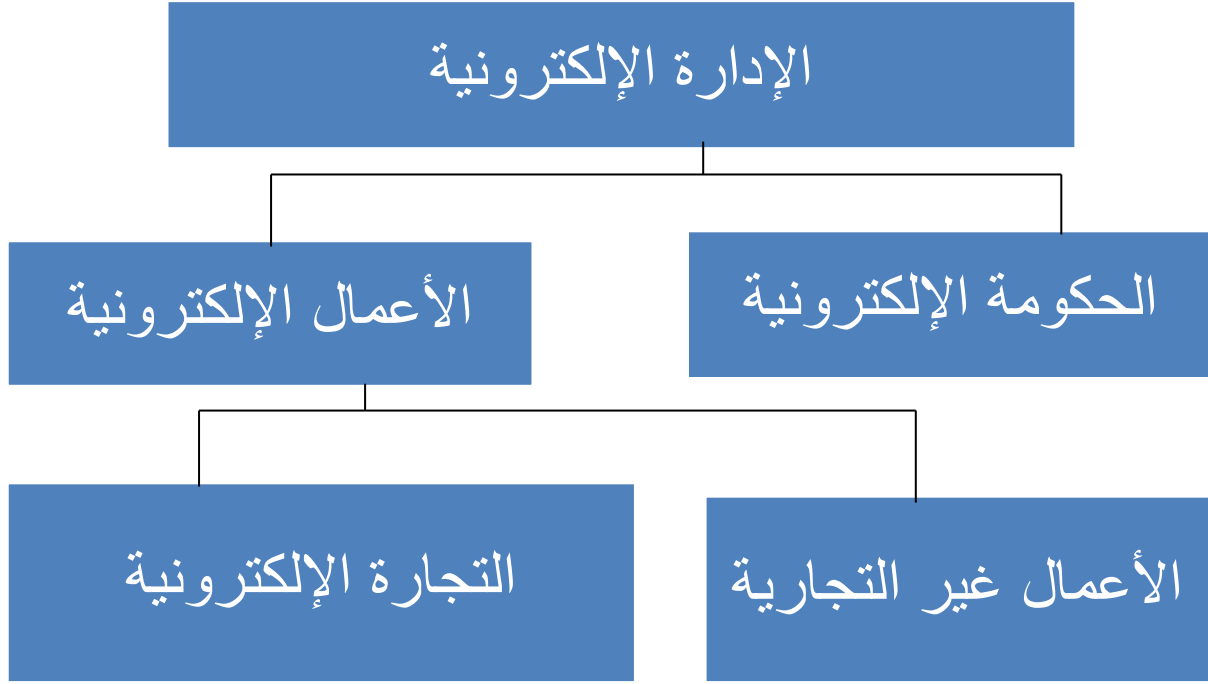 الإدارة الإلكترونية
الحكومة الإلكترونية
الأعمال الإلكترونية
الأعمال غير التجارية
التجارة الإلكترونية